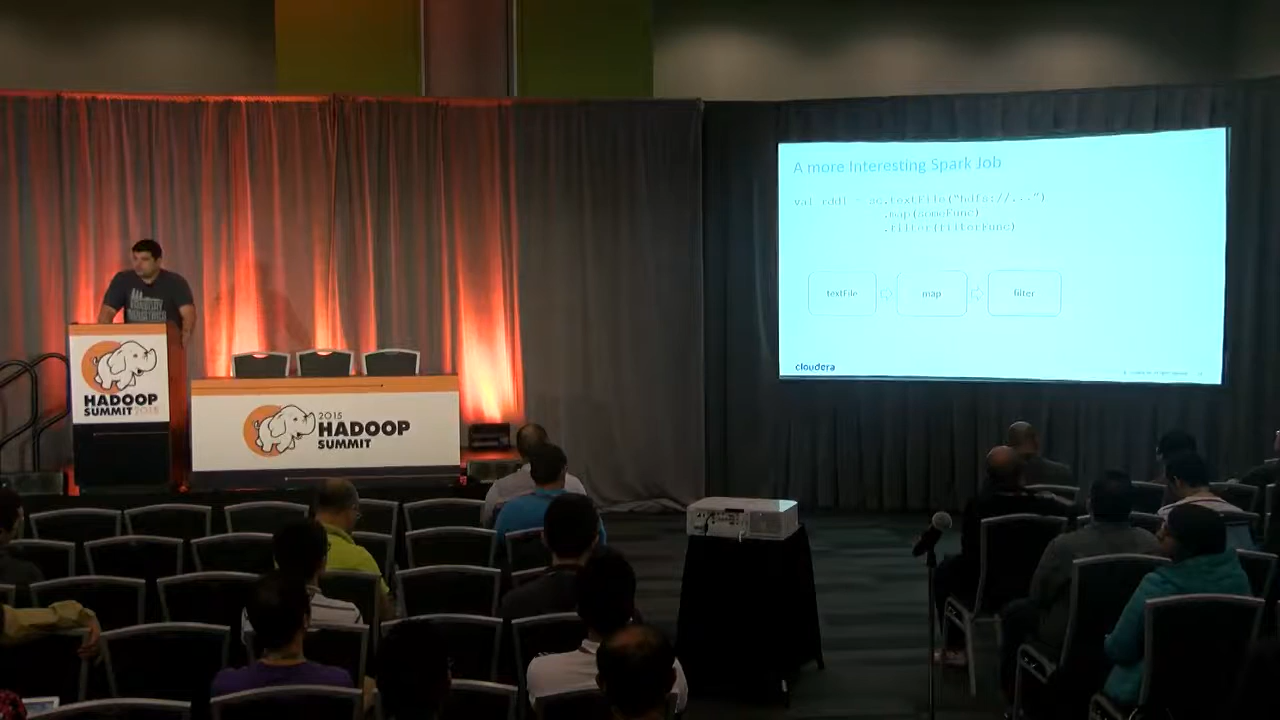 A more Interesting Spark Job
val rdd1 = sc.textFile("hdfs://...")
.map(someFunc)
.filter(filterFunc)
textFile
map
filter
cloudera
HADOOP
SUMMIT 2015
2015
HADOOP
SUMMIT